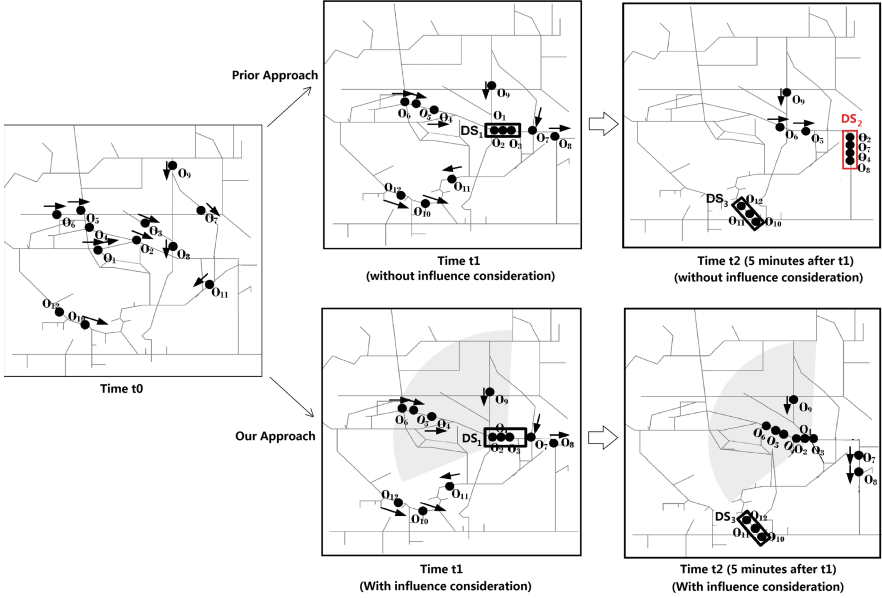 Prior Approach
O6 O5 O4
O9
O1
DS1
O2 O3
O7 O8
O11
O12
O10
Time t1
(without influence consideration)
O9
O6 O5
DS2
O2
O7
O4
O8
DS3
O12
O11 O10
Time t2 (5 minutes after t1)
(without influence consideration)
O9
O5
O6
O7
O4
O3
O1
O2
O8
O11
O12
O10
Time t0
Our Approach
O6 O5 O4
O9
DS1
O2 O3
O7 O8
O11
O12
O10
Time t1
(With influence consideration)
O9
O1
O6 O5
O2 O3
O7
O8
DS3
O12
O11 O10
Time t2 (5 minutes after t1)
(With influence consideration)